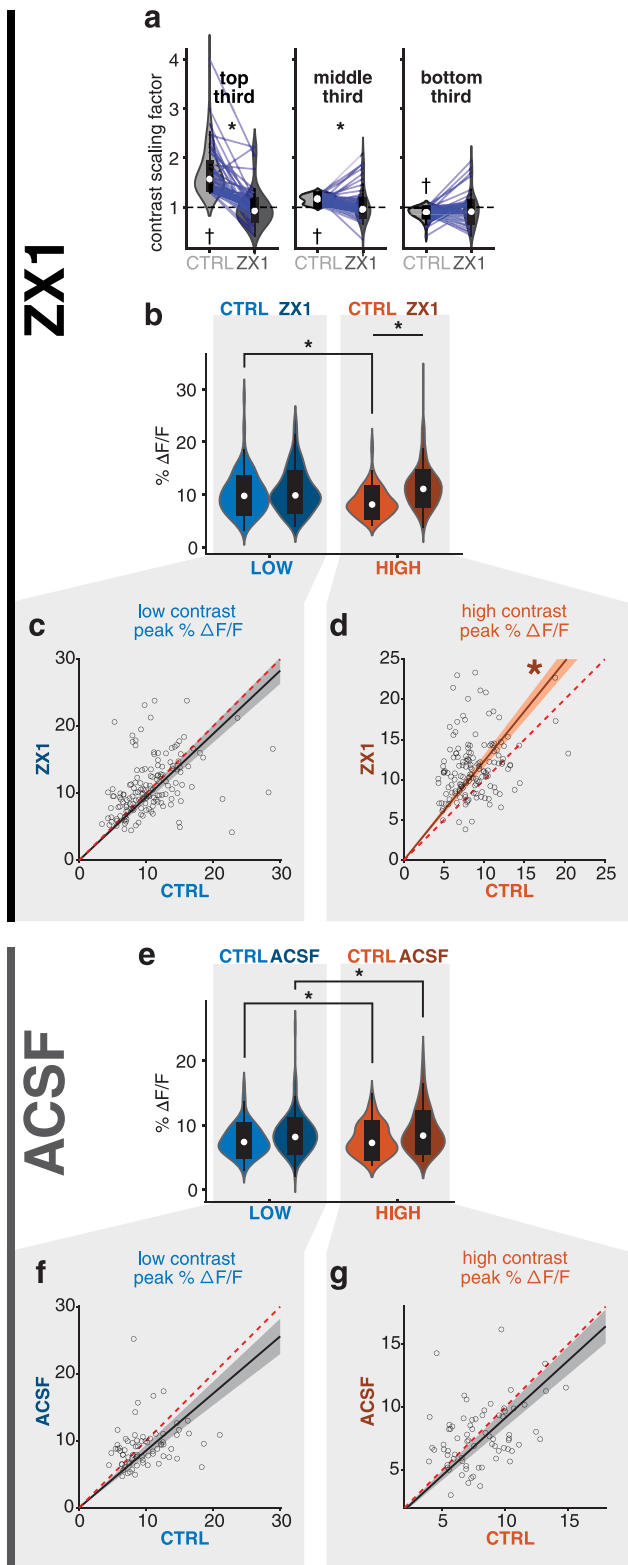 ZX1
a
contrast scaling factor
4
3
2
1
top
third
*
†
CTRL ZX1
middle
third
*
†
CTRL ZX1
bottom
third
†
CTRL ZX1
b
CTRL ZX1
CTRL ZX1
*
*
% ΔF/F
30
20
10
0
LOW
HIGH
c
low contrast
peak % ΔF/F
ZX1
30
20
10
0
0 10 20 30
CTRL
d
high contrast
peak % ΔF/F
*
ZX1
25
20
15
10
5
0
0 5 10 15 20 25
CTRL
ACSF
e
CTRL ACSF
CTRL ACSF
*
*
% ΔF/F
20
10
0
LOW
HIGH
f
low contrast
peak % ΔF/F
ACSF
30
20
10
0
0 10 20 30
CTRL
g
high contrast
peak % ΔF/F
ACSF
15
10
5
5 10 15
CTRL